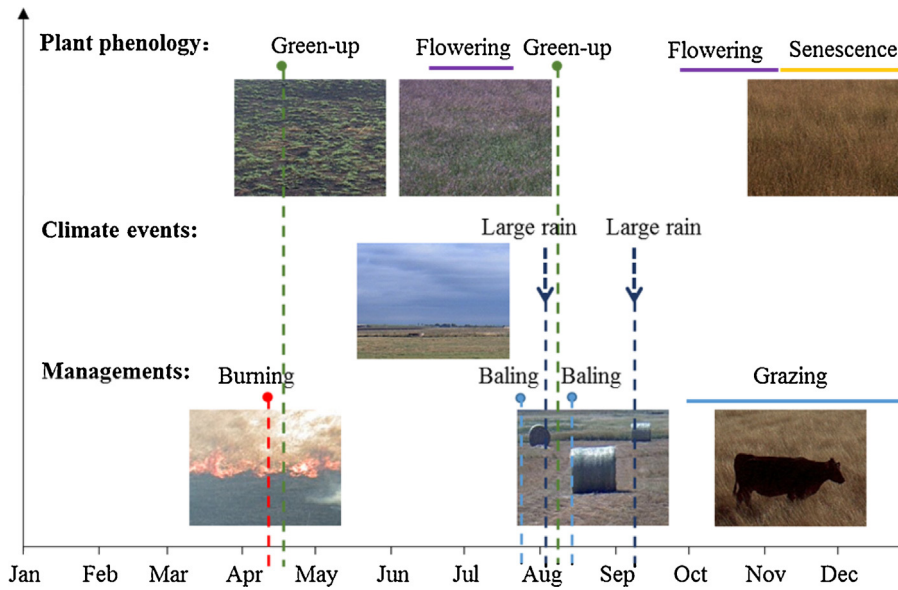 Plant phenology:
Green-up
Flowering
Green-up
Flowering
Senescence
Climate events:
Large rain
Large rain
Managements:
Burning
Baling
Baling
Grazing
Jan Feb Mar Apr May Jun Jul Aug Sep Oct Nov Dec